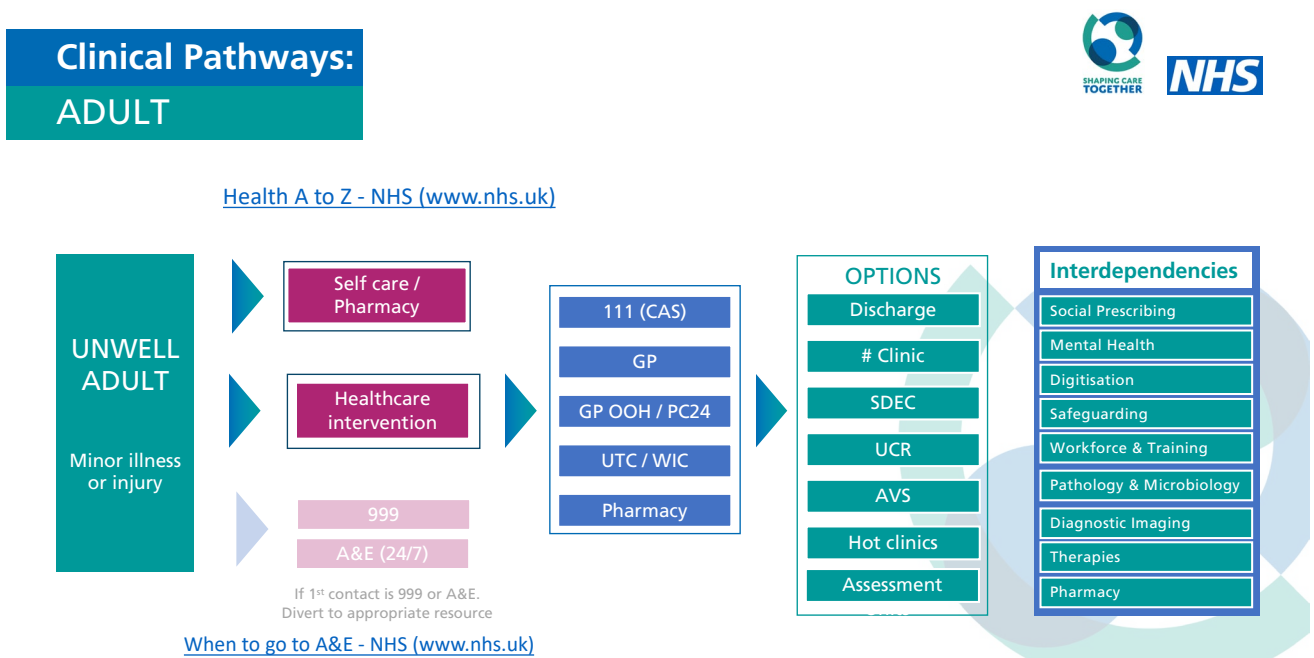 Clinical Pathways:
ADULT
SHAPING CARE
TOGETHER
NHS
Health A to Z - NHS (www.nhs.uk)
UNWELL
ADULT
Minor illness
or injury
Self care /
Pharmacy
Healthcare
intervention
999
A&E (24/7)
If 1st contact is 999 or A&E.
Divert to appropriate resource
When to go to A&E - NHS (www.nhs.uk)
111 (CAS)
GP
GP OOH / PC24
UTC / WIC
Pharmacy
OPTIONS
Discharge
# Clinic
SDEC
UCR
AVS
Hot clinics
Assessment
Interdependencies
Social Prescribing
Mental Health
Digitisation
Safeguarding
Workforce & Training
Pathology & Microbiology
Diagnostic Imaging
Therapies
Pharmacy